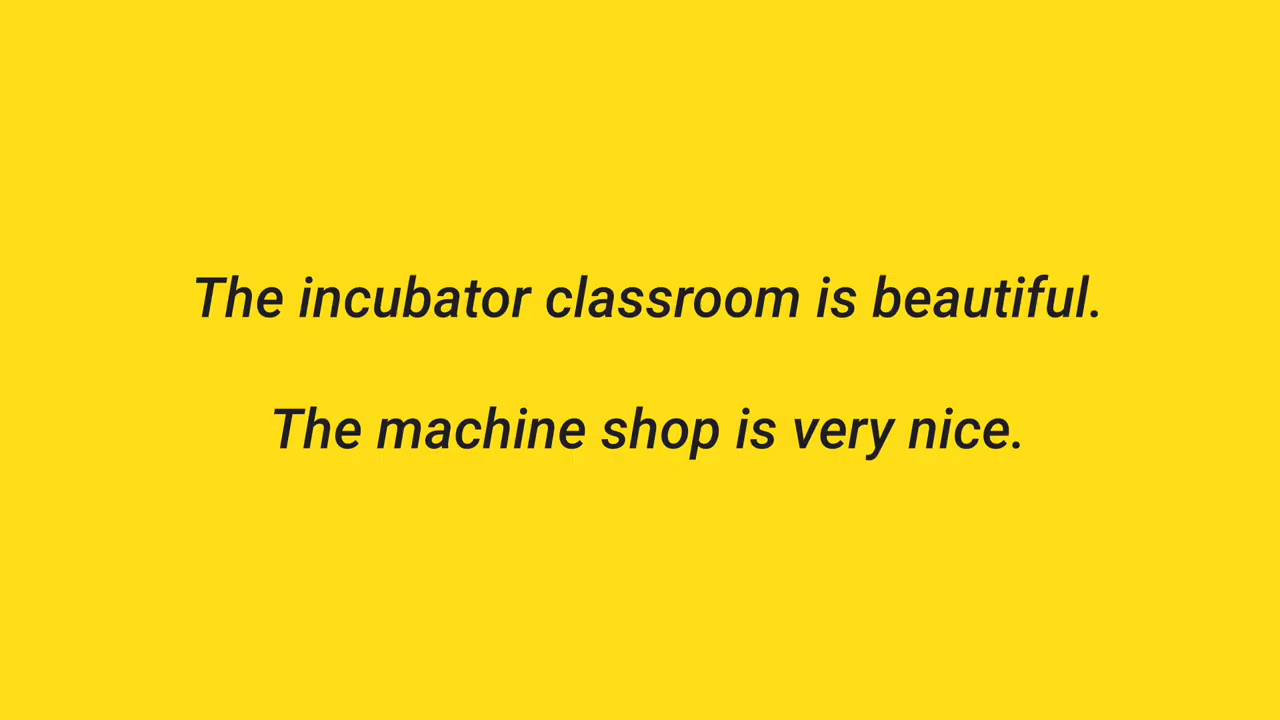 The incubator classroom is beautiful.
The machine shop is very nice.